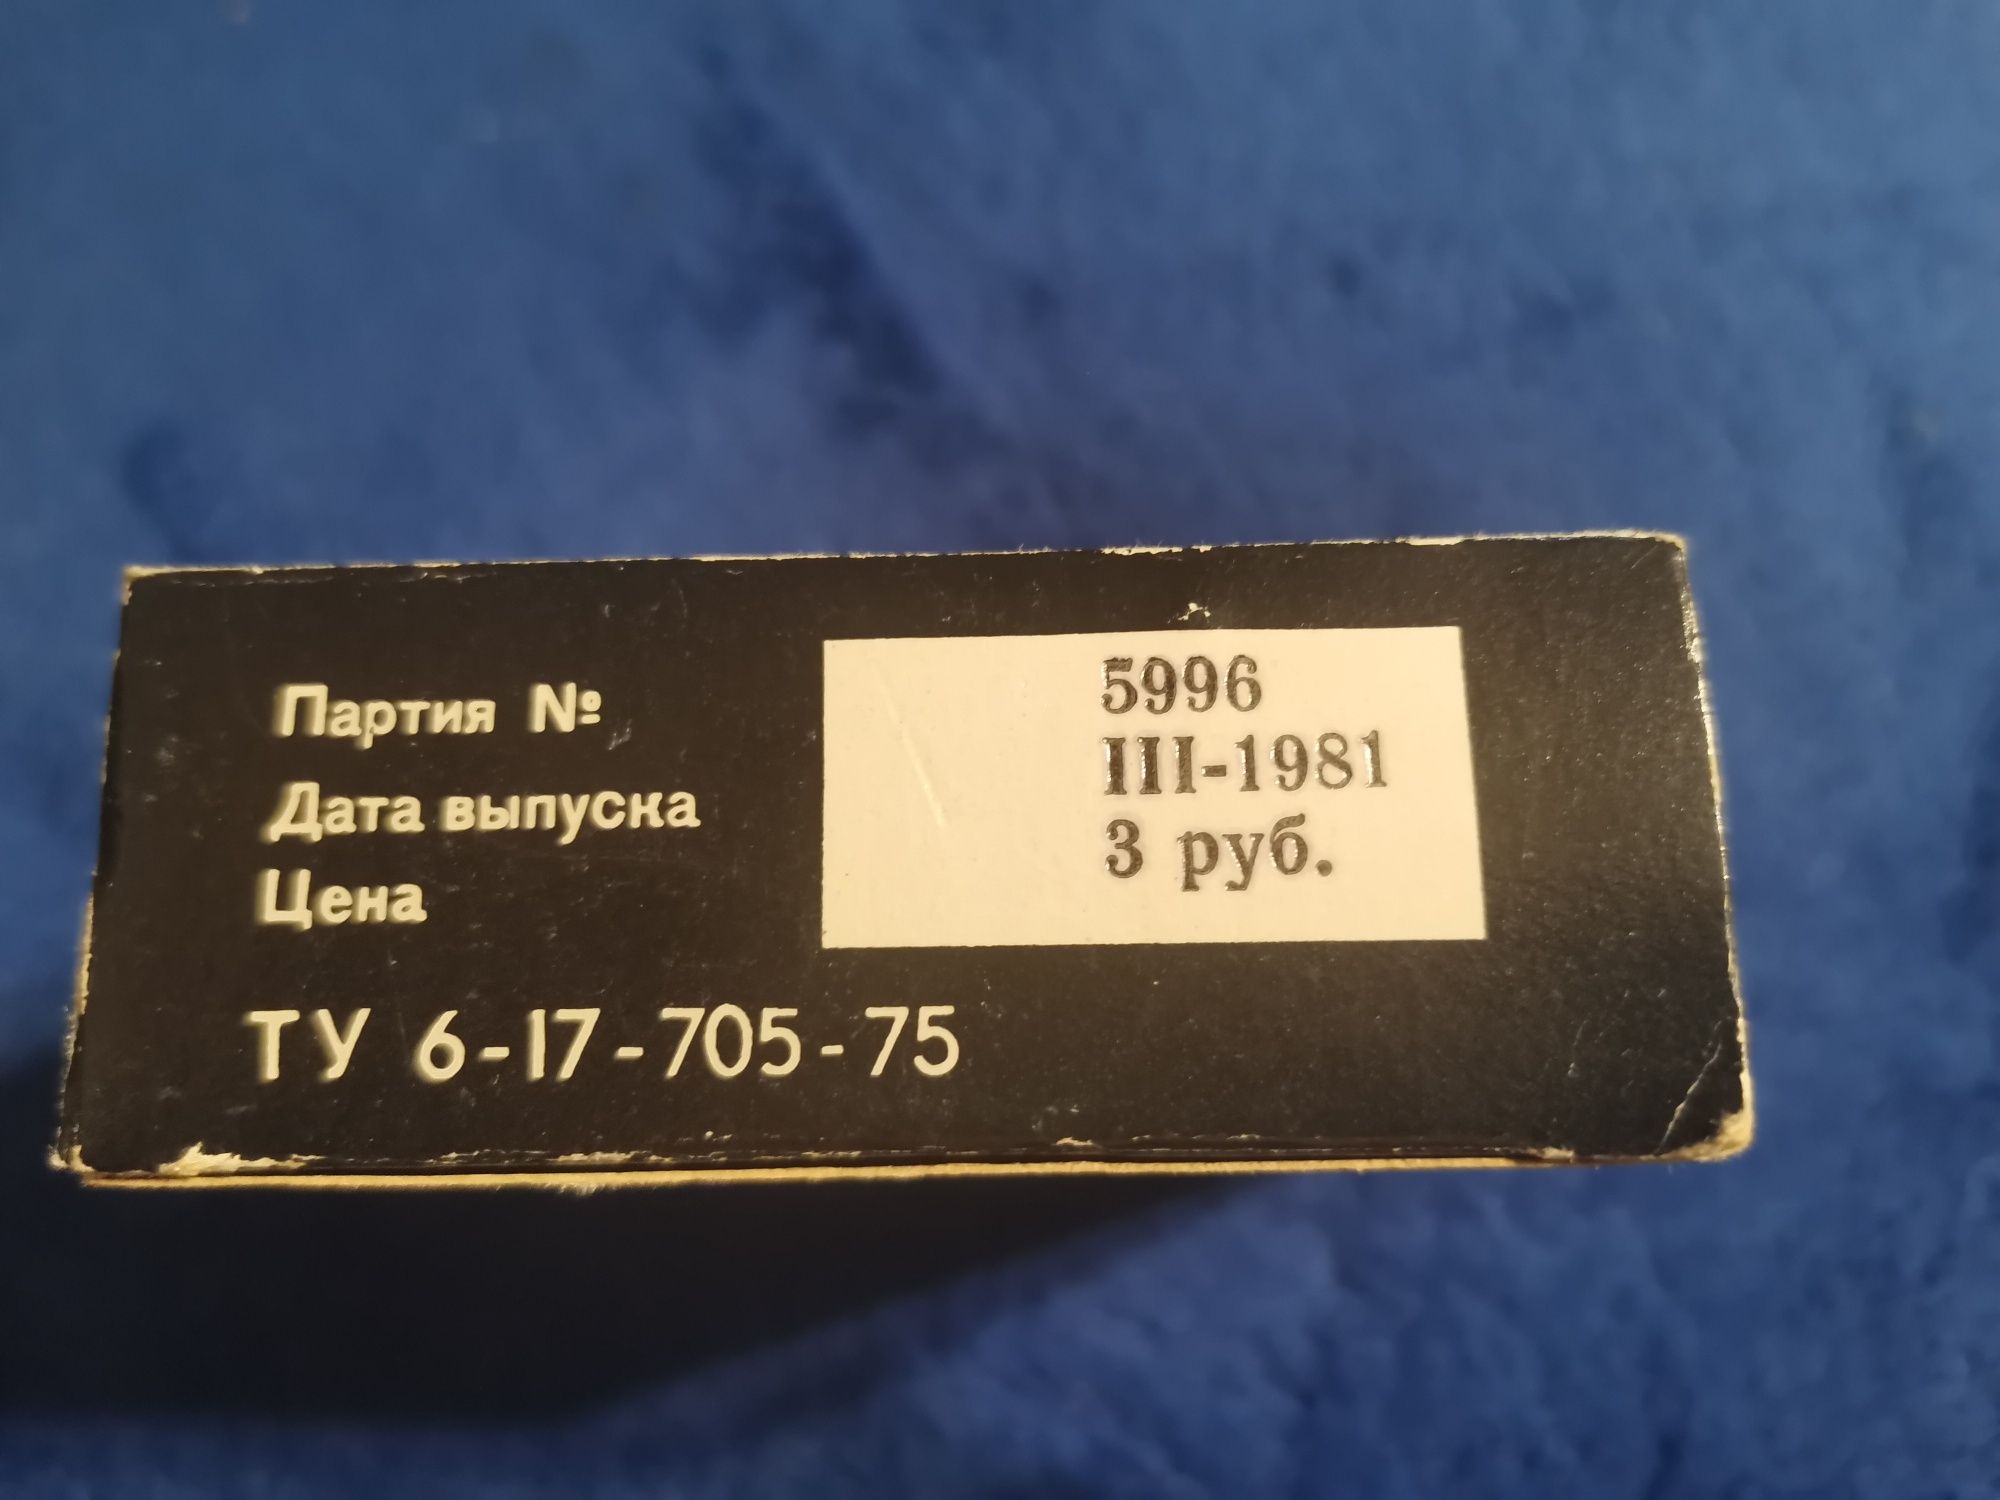 Партия № 5996
Дата выпуска III-1981
Цена 3 руб.
ТУ 6-17-705-75